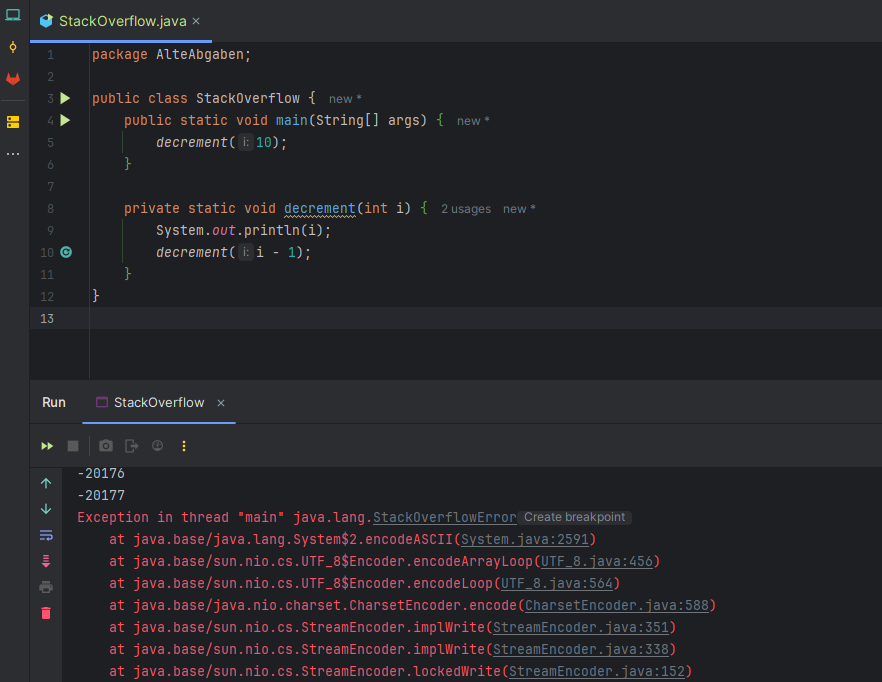 StackOverflow.java ×
1 package AlteAbgaben;
2
3 public class StackOverflow { new *
4 public static void main(String[] args) { new *
5 decrement( i: 10);
6 }
7
8 private static void decrement(int i) { 2 usages new *
9 System.out.println(i);
10 decrement( i: i - 1);
11 }
12 }
13
Run StackOverflow ×
-20176
-20177
Exception in thread "main" java.lang.StackOverflowError Create breakpoint
at java.base/java.lang.System$2.encodeASCII(System.java:2591)
at java.base/sun.nio.cs.UTF_8$Encoder.encodeArrayLoop(UTF_8.java:456)
at java.base/sun.nio.cs.UTF_8$Encoder.encodeLoop(UTF_8.java:564)
at java.base/java.nio.charset.CharsetEncoder.encode(CharsetEncoder.java:588)
at java.base/sun.nio.cs.StreamEncoder.implWrite(StreamEncoder.java:351)
at java.base/sun.nio.cs.StreamEncoder.implWrite(StreamEncoder.java:338)
at java.base/sun.nio.cs.StreamEncoder.lockedWrite(StreamEncoder.java:152)